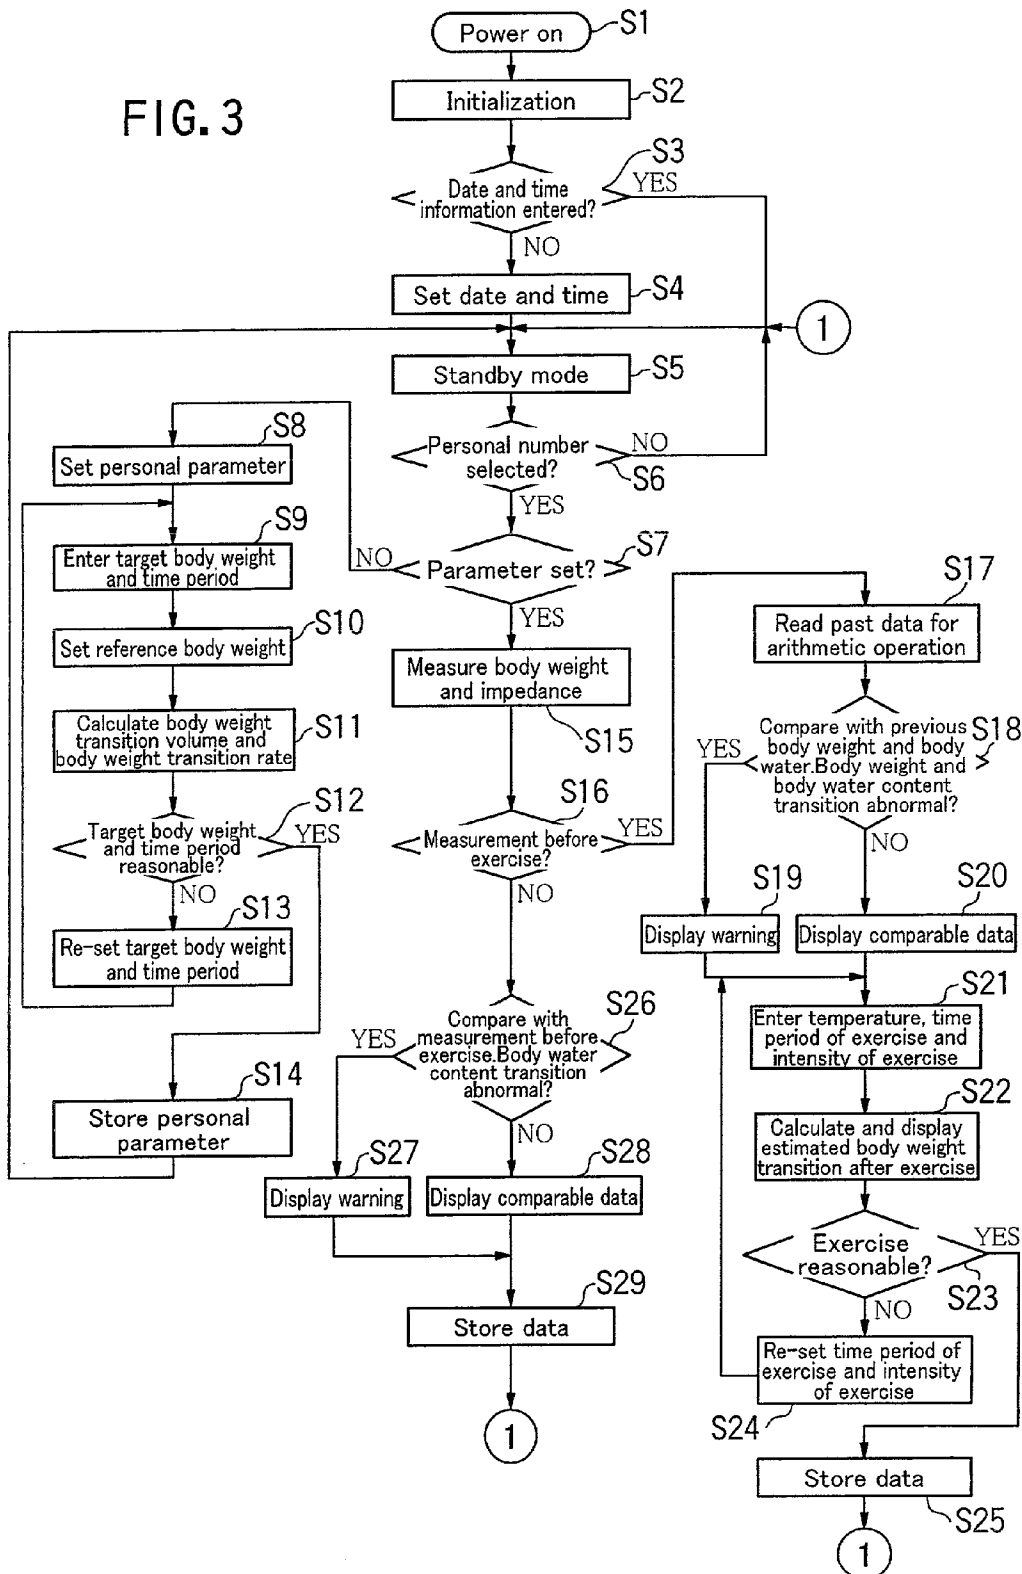 FIG. 3
Power on
S1
Initialization
S2
S3
Date and time
information entered?
YES
NO
Set date and time
S4
1
Standby mode
S5
Personal number
selected?
NO
S6
YES
S7
Parameter set?
NO
YES
S8
Set personal parameter
S9
Enter target body weight
and time period
S10
Set reference body weight
S11
Calculate body weight
transition volume and
body weight transition rate
S12
Target body weight
and time period
reasonable?
YES
NO
S13
Re-set target body weight
and time period
S14
Store personal
parameter
Measure body weight
and impedance
S15
S16
Measurement before
exercise?
YES
NO
S17
Read past data for
arithmetic operation
S18
Compare with previous
body weight and body
water.Body weight and
body water content
transition abnormal?
YES
NO
S19
Display warning
S20
Display comparable data
S21
Enter temperature, time
period of exercise and
intensity of exercise
S22
Calculate and display
estimated body weight
transition after exercise
Exercise
reasonable?
YES
S23
NO
Re-set time period of
exercise and intensity
of exercise
S24
Store data
S25
1
S26
Compare with
measurement before
exercise.Body water
content transition
abnormal?
YES
NO
S27
Display warning
S28
Display comparable data
S29
Store data
1